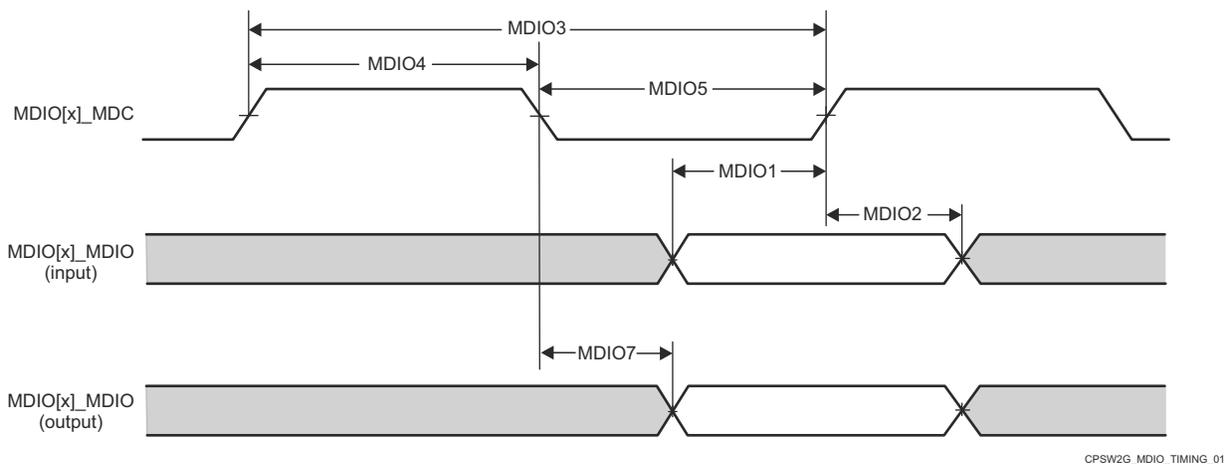 MDIO3
MDIO4
MDIO5
MDIO[x]_MDC
MDIO1
MDIO2
MDIO[x]_MDIO
(input)
MDIO7
MDIO[x]_MDIO
(output)
CPSW2G_MDIO_TIMING_01